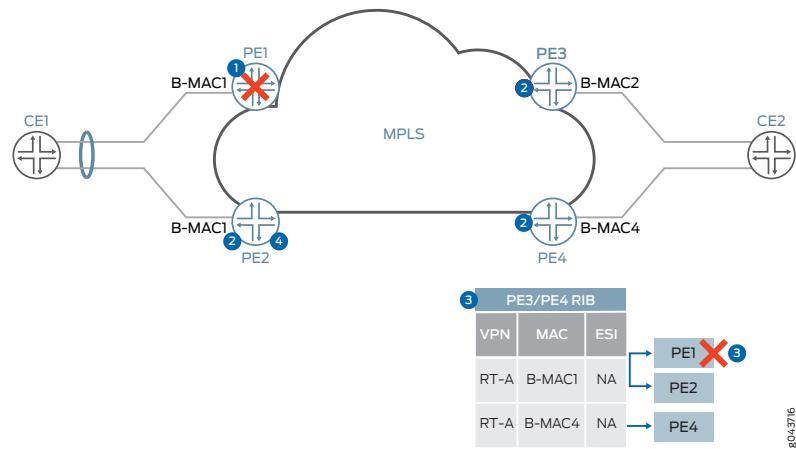 PE1
1
B-MAC1
CE1
MPLS
PE3
2
B-MAC2
CE2
B-MAC1
2
4
PE2
2
B-MAC4
PE4
3
PE3/PE4 RIB
VPN MAC ESI
RT-A B-MAC1 NA
PE1
3
PE2
RT-A B-MAC4 NA
PE4
g043716